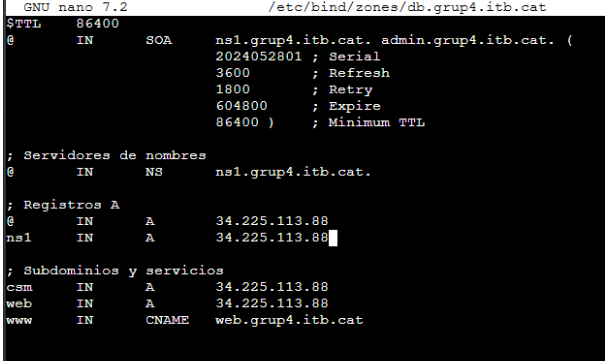 GNU nano 7.2 /etc/bind/zones/db.grup4.itb.cat
$TTL 86400
@ IN SOA ns1.grup4.itb.cat. admin.grup4.itb.cat. (
2024052801 ; Serial
3600 ; Refresh
1800 ; Retry
604800 ; Expire
86400 ) ; Minimum TTL
; Servidores de nombres
@ IN NS ns1.grup4.itb.cat.
; Registros A
@ IN A 34.225.113.88
ns1 IN A 34.225.113.88
; Subdominios y servicios
csm IN A 34.225.113.88
web IN A 34.225.113.88
www IN CNAME web.grup4.itb.cat